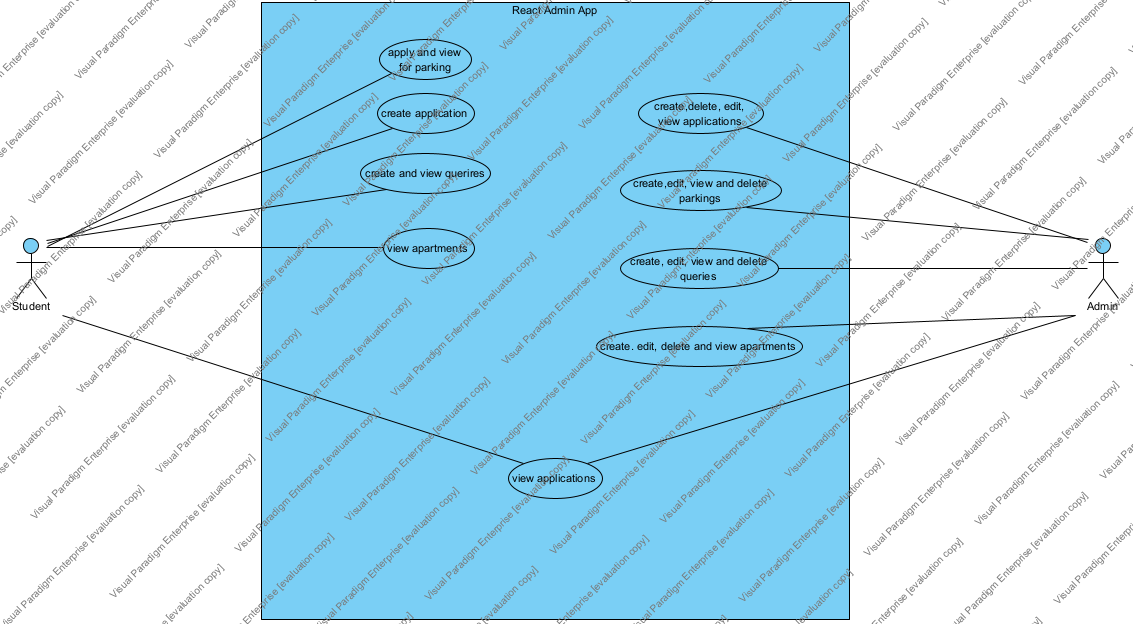 React Admin App
apply and view
for parking
create application
create and view querires
view apartments
create,delete, edit,
view applications
create,edit, view and delete
parkings
create, edit, view and delete
queries
create. edit, delete and view apartments
view applications
Student
Admin
Visual Paradigm Enterprise [evaluation copy]